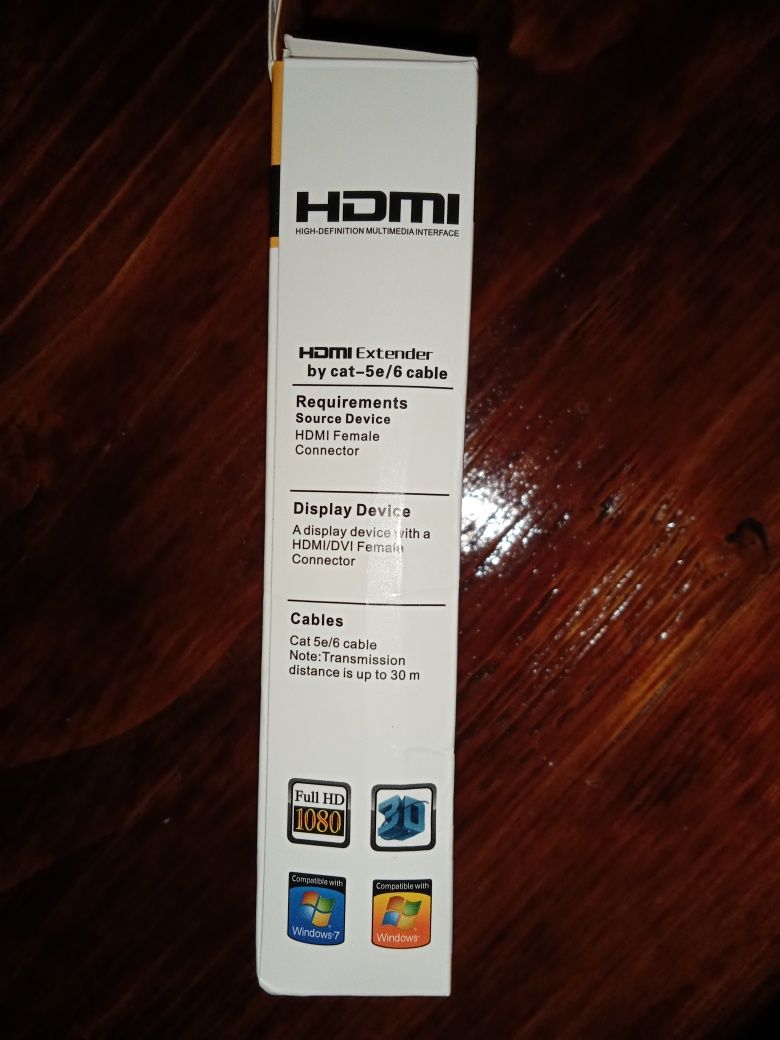 HDMI
HIGH-DEFINITION MULTIMEDIA INTERFACE
HDMI Extender
by cat-5e/6 cable
Requirements
Source Device
HDMI Female
Connector
Display Device
A display device with a
HDMI/DVI Female
Connector
Cables
Cat 5e/6 cable
Note:Transmission
distance is up to 30 m
Full HD
1080
3D
Compatible with
Windows 7
Compatible with
Windows